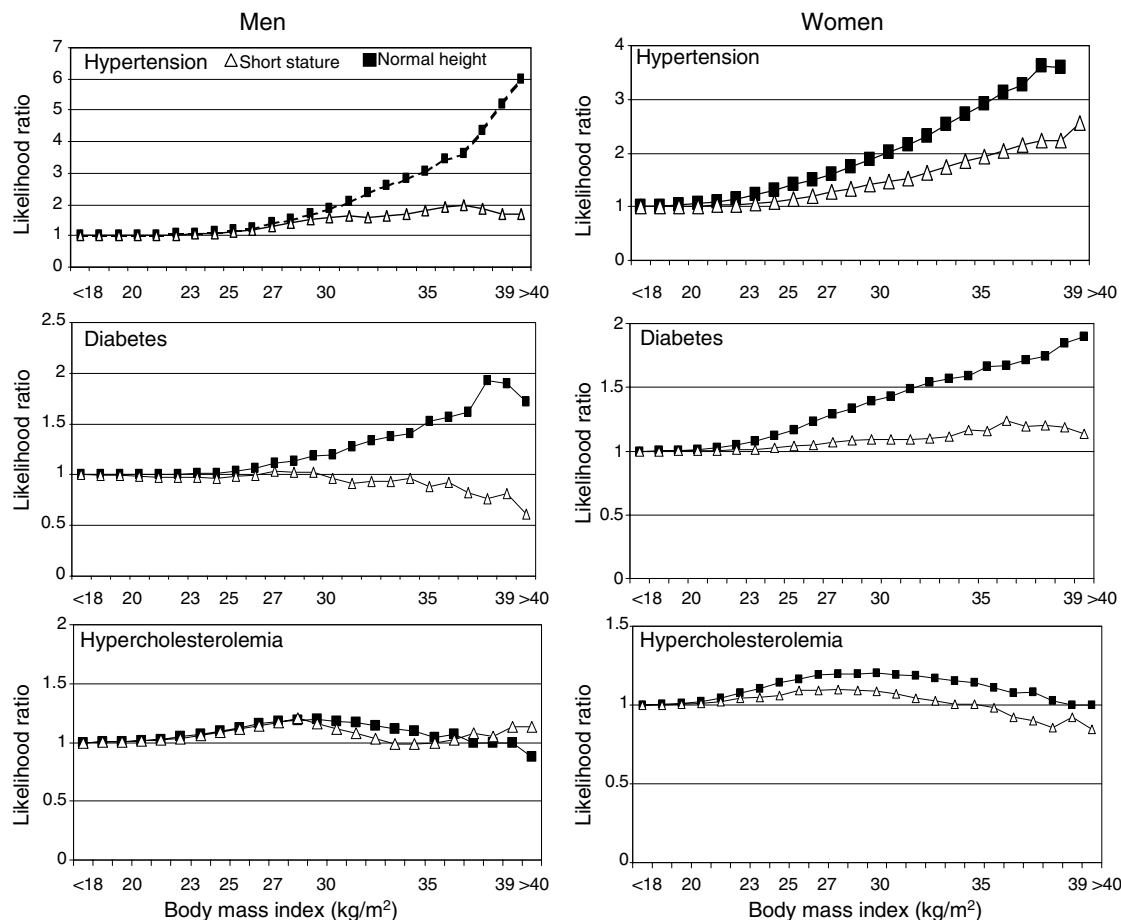 Men
Women
Hypertension △Short stature ■Normal height
Likelihood ratio
7
6
5
4
3
2
1
0
<18 20 23 25 27 30 35 39 >40
Hypertension
Likelihood ratio
4
3
2
1
0
<18 20 23 25 27 30 35 39 >40
Diabetes
Likelihood ratio
2.5
2
1.5
1
0.5
0
<18 20 23 25 27 30 35 39 >40
Diabetes
Likelihood ratio
2
1.5
1
0.5
0
<18 20 23 25 27 30 35 39 >40
Hypercholesterolemia
Likelihood ratio
2
1.5
1
0.5
0
<18 20 23 25 27 30 35 39 >40
Body mass index (kg/m²)
Hypercholesterolemia
Likelihood ratio
1.5
1
0.5
0
<18 20 23 25 27 30 35 39 >40
Body mass index (kg/m²)